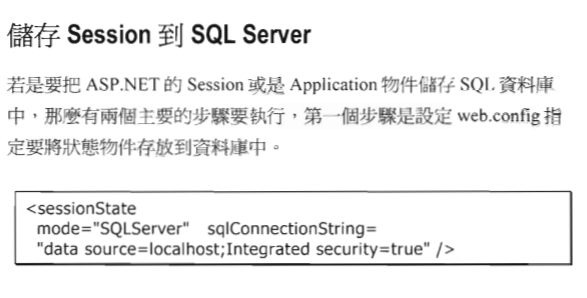 儲存 Session 到 SQL Server
若是要把 ASP.NET 的 Session 或是 Application 物件儲存 SQL 資料庫
中，那麼有兩個主要的步驟要執行，第一個步驟是設定 web.config 指
定要將狀態物件存放到資料庫中。
<sessionState
mode="SQLServer" sqlConnectionString=
"data source=localhost;Integrated security=true" />